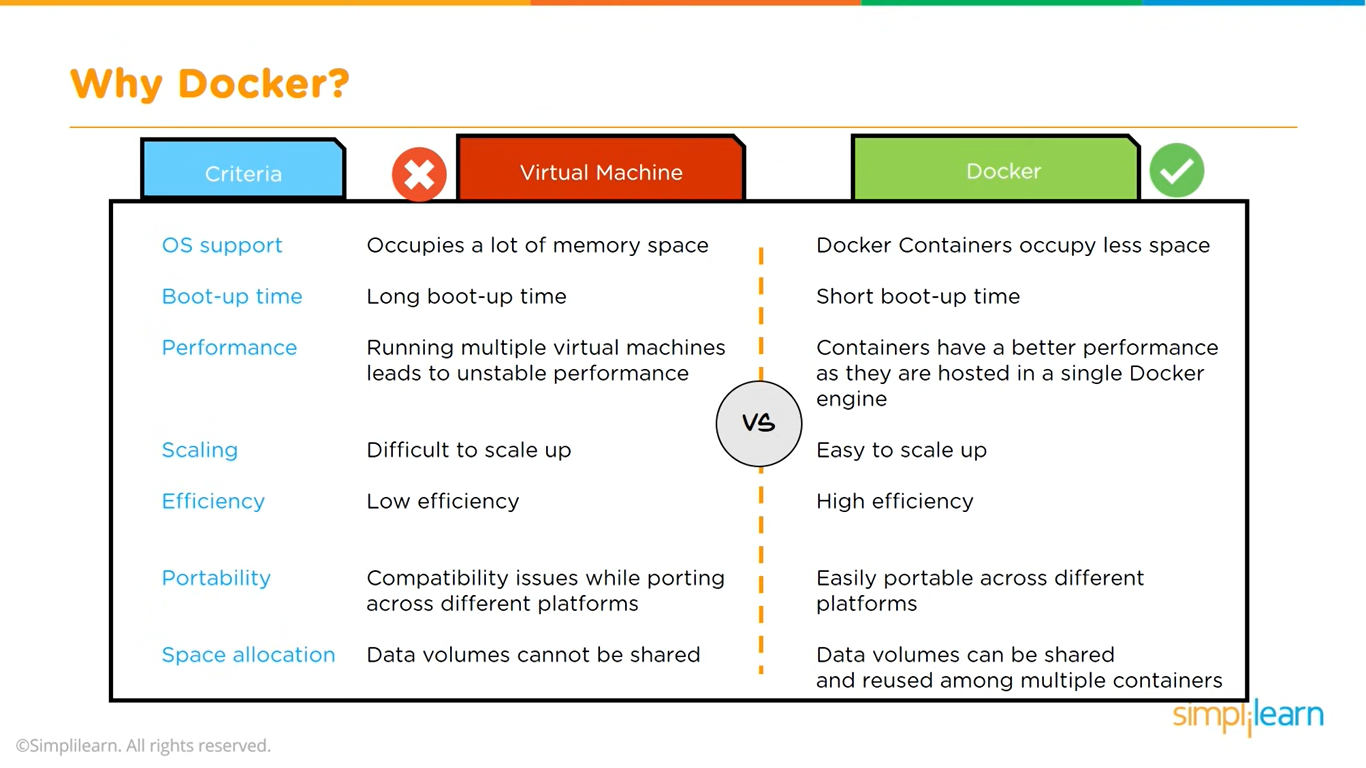 Why Docker?
Criteria
Virtual Machine
Docker
OS support
Occupies a lot of memory space
Docker Containers occupy less space
Boot-up time
Long boot-up time
Short boot-up time
Performance
Running multiple virtual machines
leads to unstable performance
Containers have a better performance
as they are hosted in a single Docker
engine
VS
Scaling
Difficult to scale up
Easy to scale up
Efficiency
Low efficiency
High efficiency
Portability
Compatibility issues while porting
across different platforms
Easily portable across different
platforms
Space allocation
Data volumes cannot be shared
Data volumes can be shared
and reused among multiple containers
simplilearn
©Simplilearn. All rights reserved.